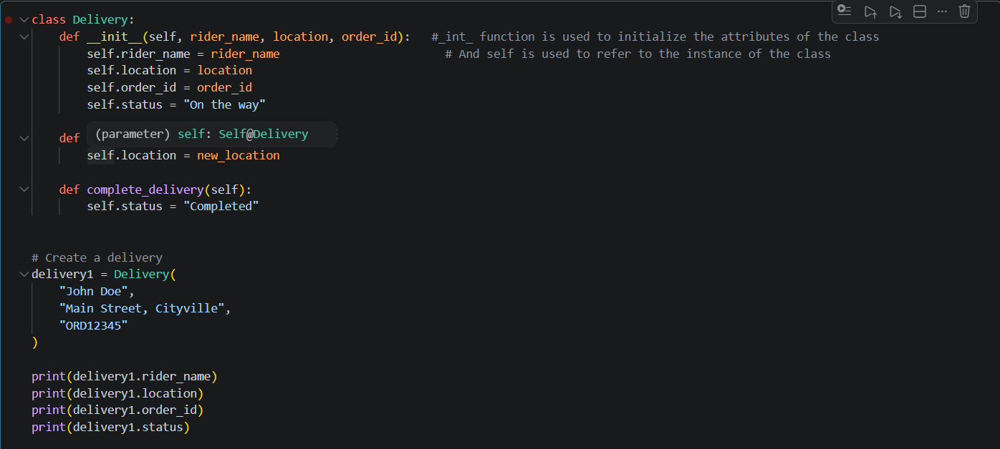 class Delivery:
    def __init__(self, rider_name, location, order_id):   #_int_ function is used to initialize the attributes of the class
        self.rider_name = rider_name                        # And self is used to refer to the instance of the class
        self.location = location
        self.order_id = order_id
        self.status = "On the way"
    def
(parameter) self: Self@Delivery
        self.location = new_location
    def complete_delivery(self):
        self.status = "Completed"
# Create a delivery
delivery1 = Delivery(
    "John Doe",
    "Main Street, Cityville",
    "ORD12345"
)
print(delivery1.rider_name)
print(delivery1.location)
print(delivery1.order_id)
print(delivery1.status)